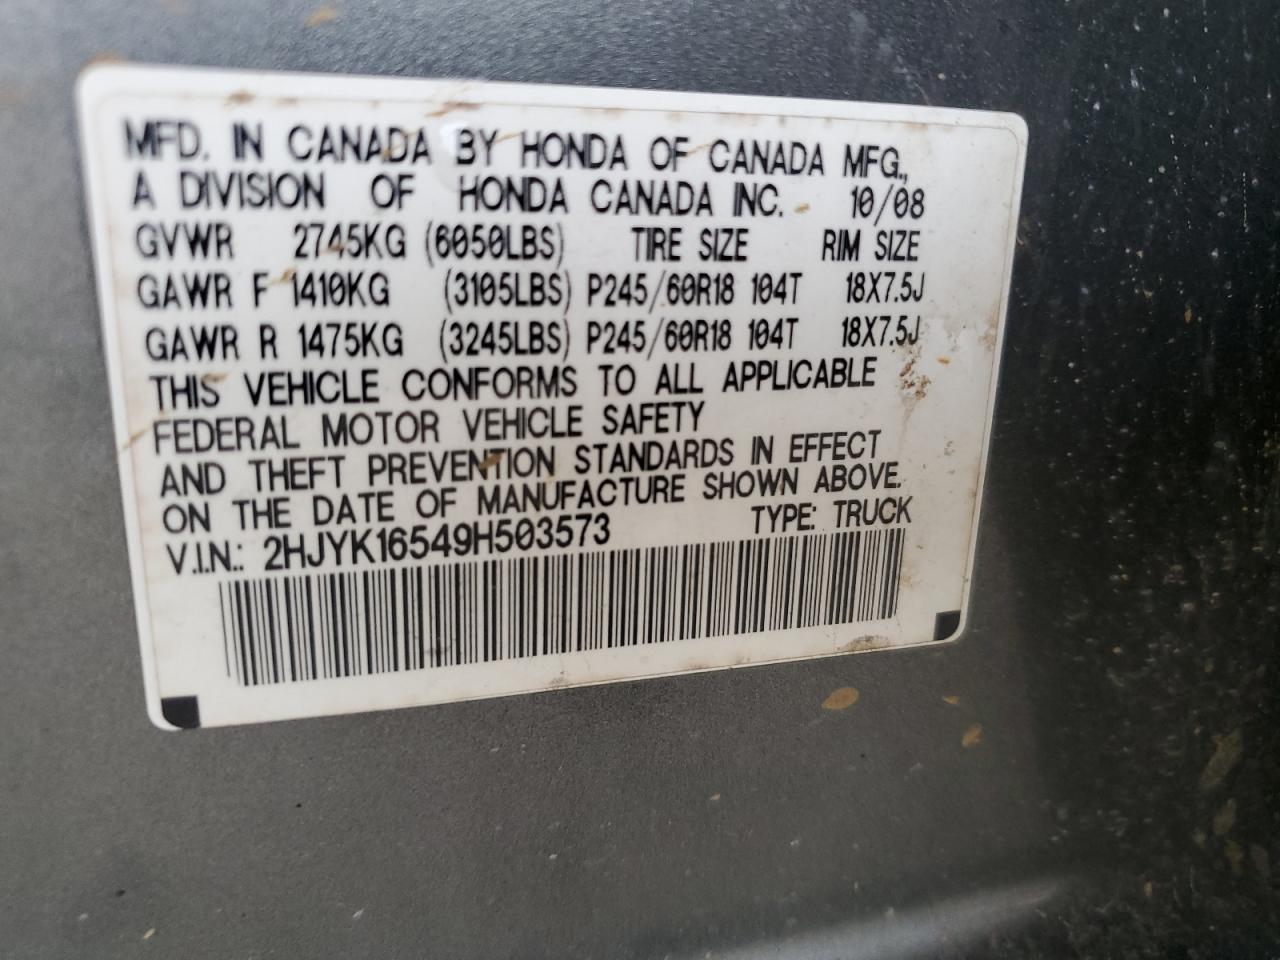 MFD. IN CANADA BY HONDA OF CANADA MFG.,
A DIVISION OF HONDA CANADA INC. 10/08
GVWR 2745KG (6050LBS) TIRE SIZE RIM SIZE
GAWR F 1410KG (3105LBS) P245/60R18 104T 18X7.5J
GAWR R 1475KG (3245LBS) P245/60R18 104T 18X7.5J
THIS VEHICLE CONFORMS TO ALL APPLICABLE
FEDERAL MOTOR VEHICLE SAFETY
AND THEFT PREVENTION STANDARDS IN EFFECT
ON THE DATE OF MANUFACTURE SHOWN ABOVE.
V.I.N.: 2HJYK16549H503573 TYPE: TRUCK